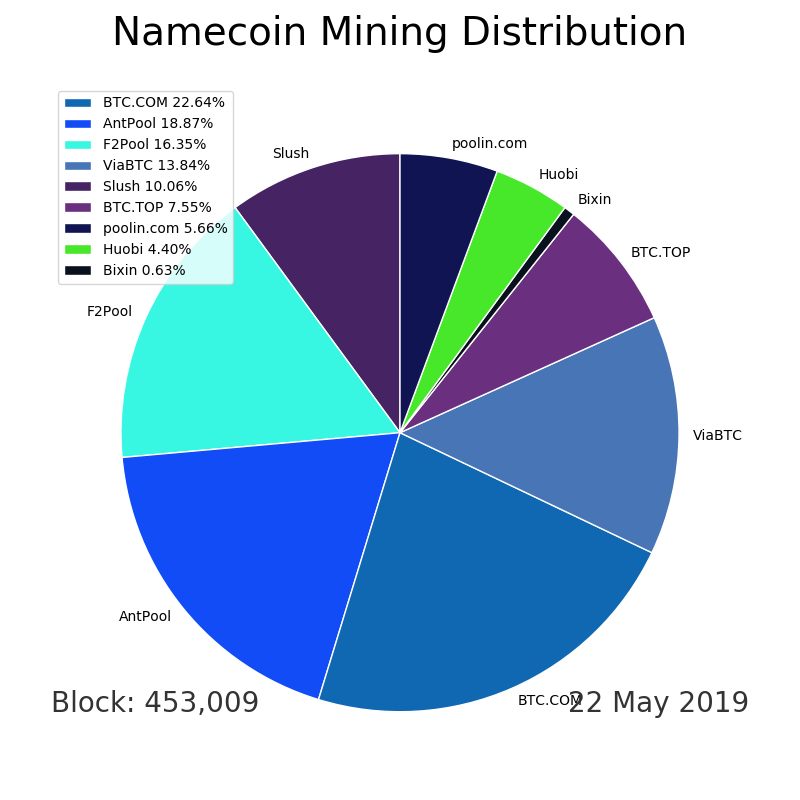 Namecoin Mining Distribution
BTC.COM 22.64%
AntPool 18.87%
F2Pool 16.35%
ViaBTC 13.84%
Slush 10.06%
BTC.TOP 7.55%
poolin.com 5.66%
Huobi 4.40%
Bixin 0.63%
poolin.com
Slush
Huobi
Bixin
BTC.TOP
F2Pool
ViaBTC
AntPool
BTC.COM
Block: 453,009
22 May 2019